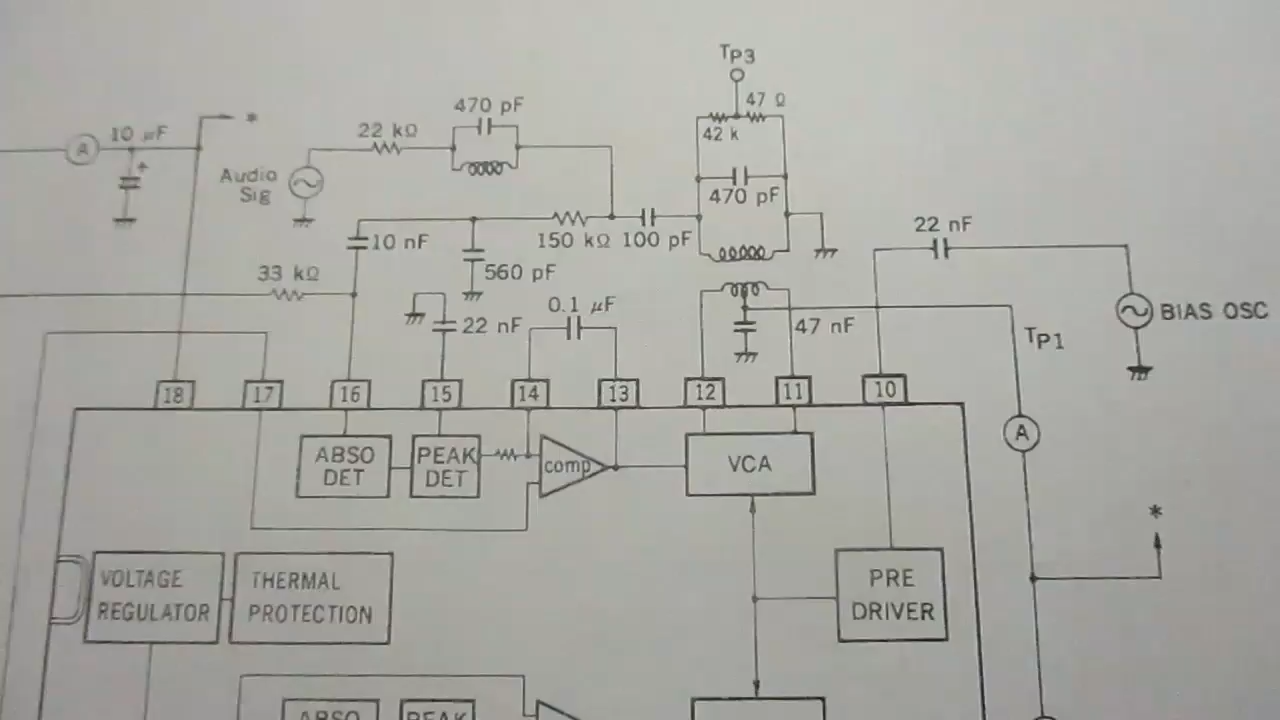 TP3
47 Ω
470 pF
42 k
10 μF
*
22 kΩ
A
Audio
Sig
470 pF
22 nF
10 nF
150 kΩ
100 pF
33 kΩ
560 pF
0.1 μF
BIAS OSC
22 nF
47 nF
TP1
18
17
16
15
14
13
12
11
10
A
ABSO
DET
PEAK
DET
comp
VCA
*
VOLTAGE
REGULATOR
THERMAL
PROTECTION
PRE
DRIVER
ABSO
PEAK